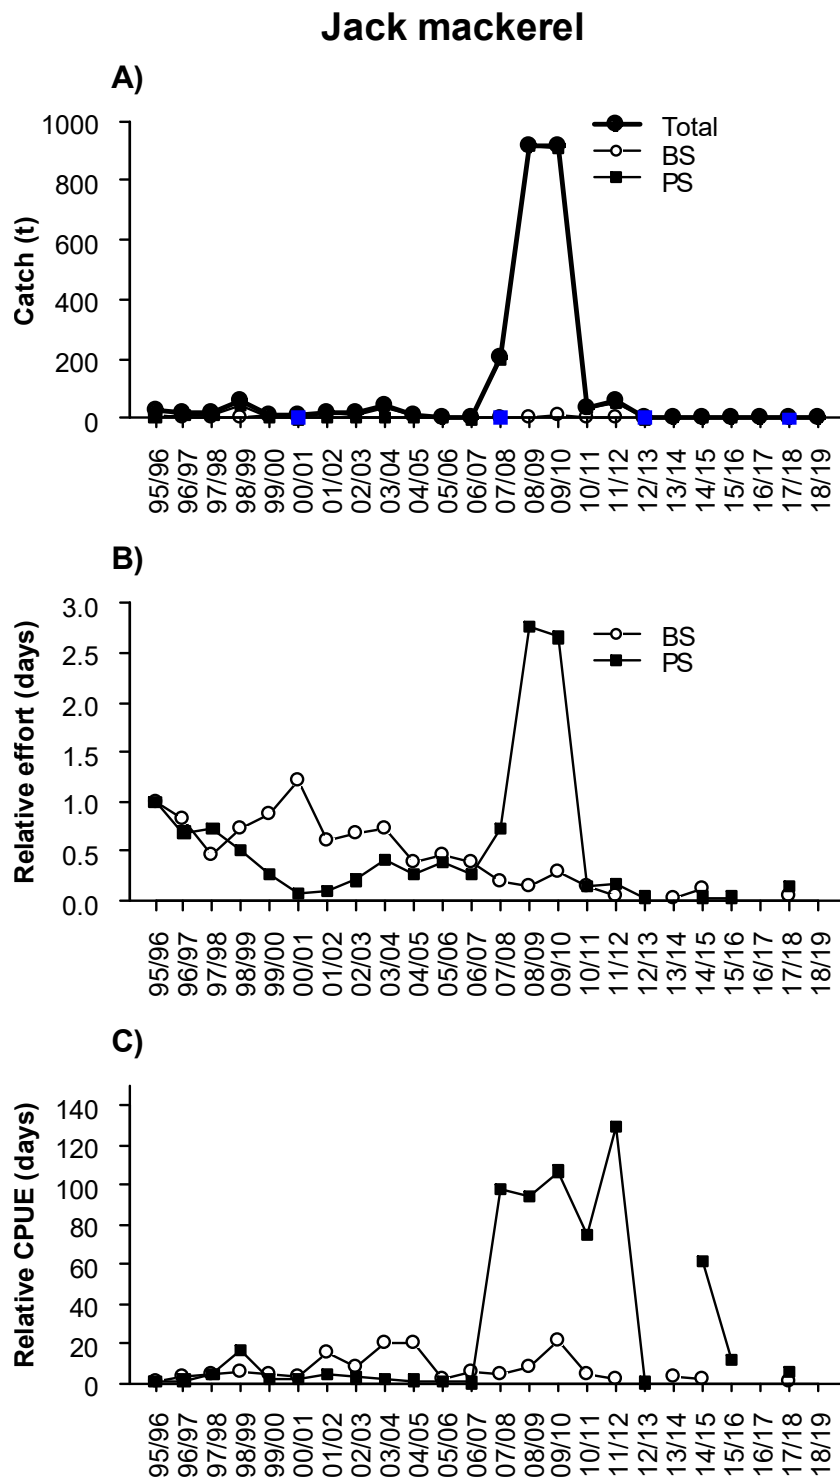 Jack mackerel
A)
Catch (t)
1000
800
600
400
200
0
Total
BS
PS
95/96 96/97 97/98 98/99 99/00 00/01 01/02 02/03 03/04 04/05 05/06 06/07 07/08 08/09 09/10 10/11 11/12 12/13 13/14 14/15 15/16 16/17 17/18 18/19
B)
Relative effort (days)
3.0
2.5
2.0
1.5
1.0
0.5
0.0
BS
PS
95/96 96/97 97/98 98/99 99/00 00/01 01/02 02/03 03/04 04/05 05/06 06/07 07/08 08/09 09/10 10/11 11/12 12/13 13/14 14/15 15/16 16/17 17/18 18/19
C)
Relative CPUE (days)
140
120
100
80
60
40
20
0
95/96 96/97 97/98 98/99 99/00 00/01 01/02 02/03 03/04 04/05 05/06 06/07 07/08 08/09 09/10 10/11 11/12 12/13 13/14 14/15 15/16 16/17 17/18 18/19